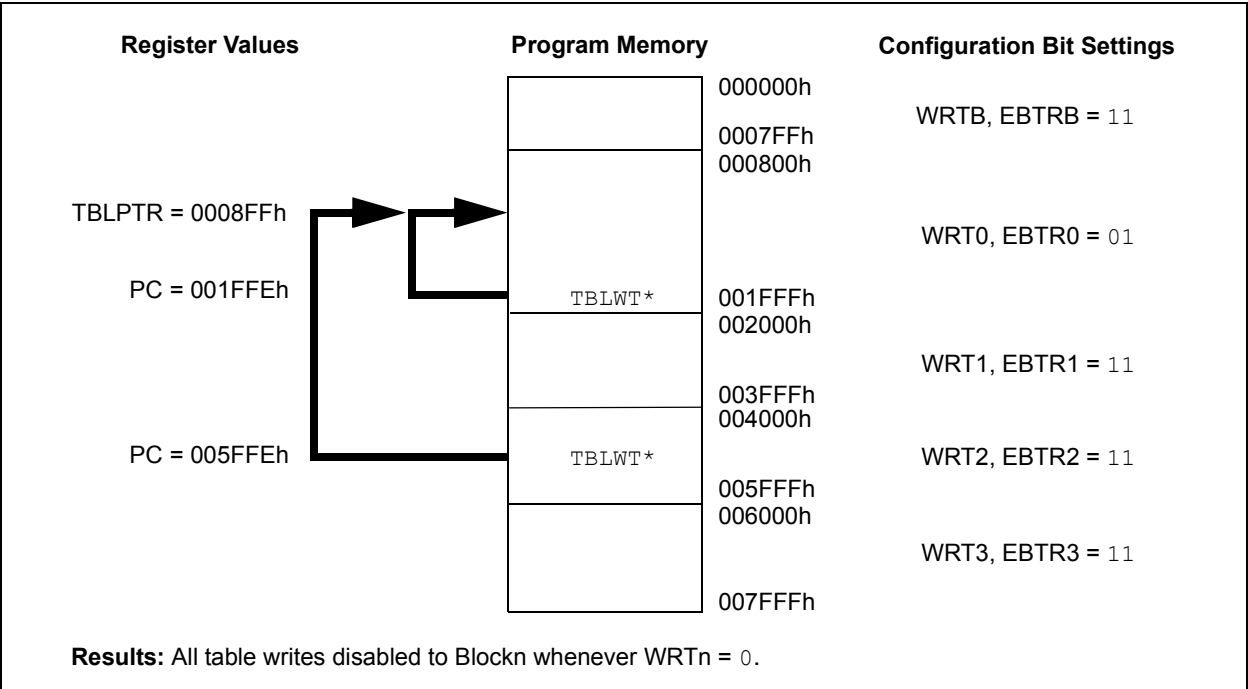 Register Values Program Memory Configuration Bit Settings
000000h
WRTB, EBTRB = 11
0007FFh
000800h
TBLPTR = 0008FFh
WRT0, EBTR0 = 01
PC = 001FFEh TBLWT* 001FFFh
002000h
WRT1, EBTR1 = 11
003FFFh
004000h
PC = 005FFEh TBLWT* WRT2, EBTR2 = 11
005FFFh
006000h
WRT3, EBTR3 = 11
007FFFh
Results: All table writes disabled to Blockn whenever WRTn = 0.